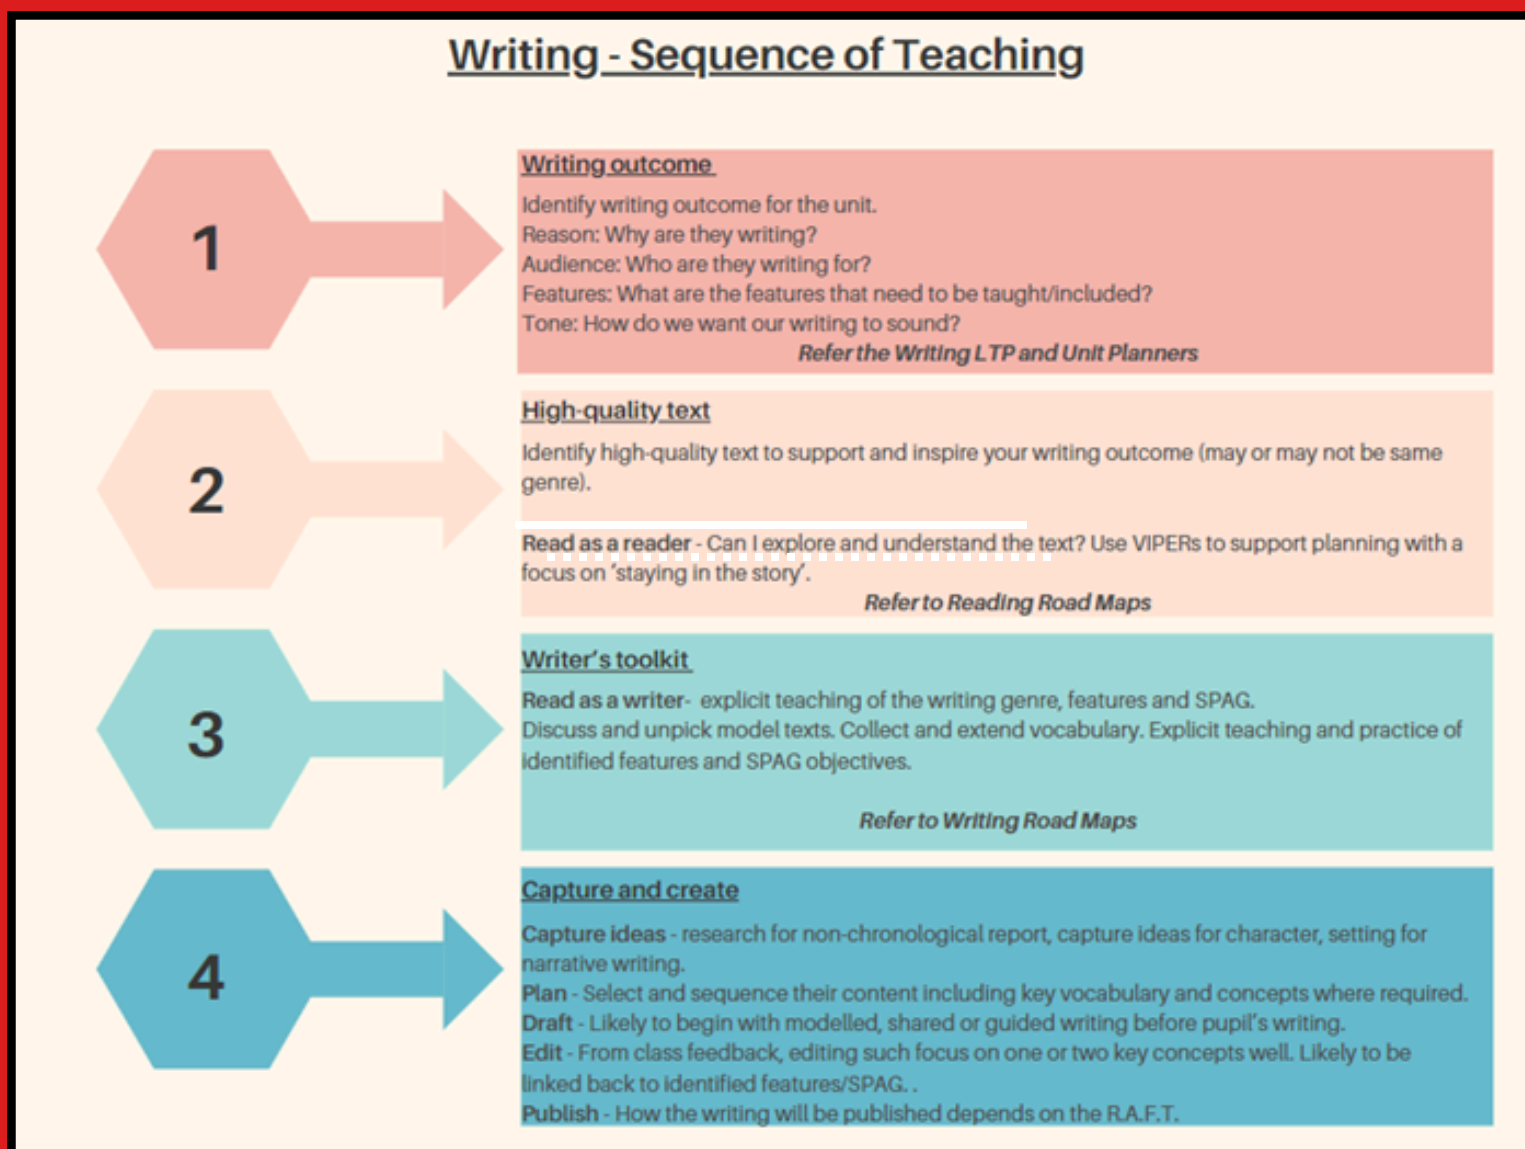 Writing - Sequence of Teaching
1
Writing outcome
Identify writing outcome for the unit.
Reason: Why are they writing?
Audience: Who are they writing for?
Features: What are the features that need to be taught/included?
Tone: How do we want our writing to sound?
Refer the Writing LTP and Unit Planners
2
High-quality text
Identify high-quality text to support and inspire your writing outcome (may or may not be same
genre).
Read as a reader - Can I explore and understand the text? Use VIPERs to support planning with a
focus on 'staying in the story'.
Refer to Reading Road Maps
3
Writer's toolkit
Read as a writer- explicit teaching of the writing genre, features and SPAG.
Discuss and unpick model texts. Collect and extend vocabulary. Explicit teaching and practice of
identified features and SPAG objectives.
Refer to Writing Road Maps
4
Capture and create
Capture ideas - research for non-chronological report, capture ideas for character, setting for
narrative writing.
Plan - Select and sequence their content including key vocabulary and concepts where required.
Draft - Likely to begin with modelled, shared or guided writing before pupil's writing.
Edit - From class feedback, editing such focus on one or two key concepts well. Likely to be
linked back to identified features/SPAG. .
Publish - How the writing will be published depends on the R.A.F.T.